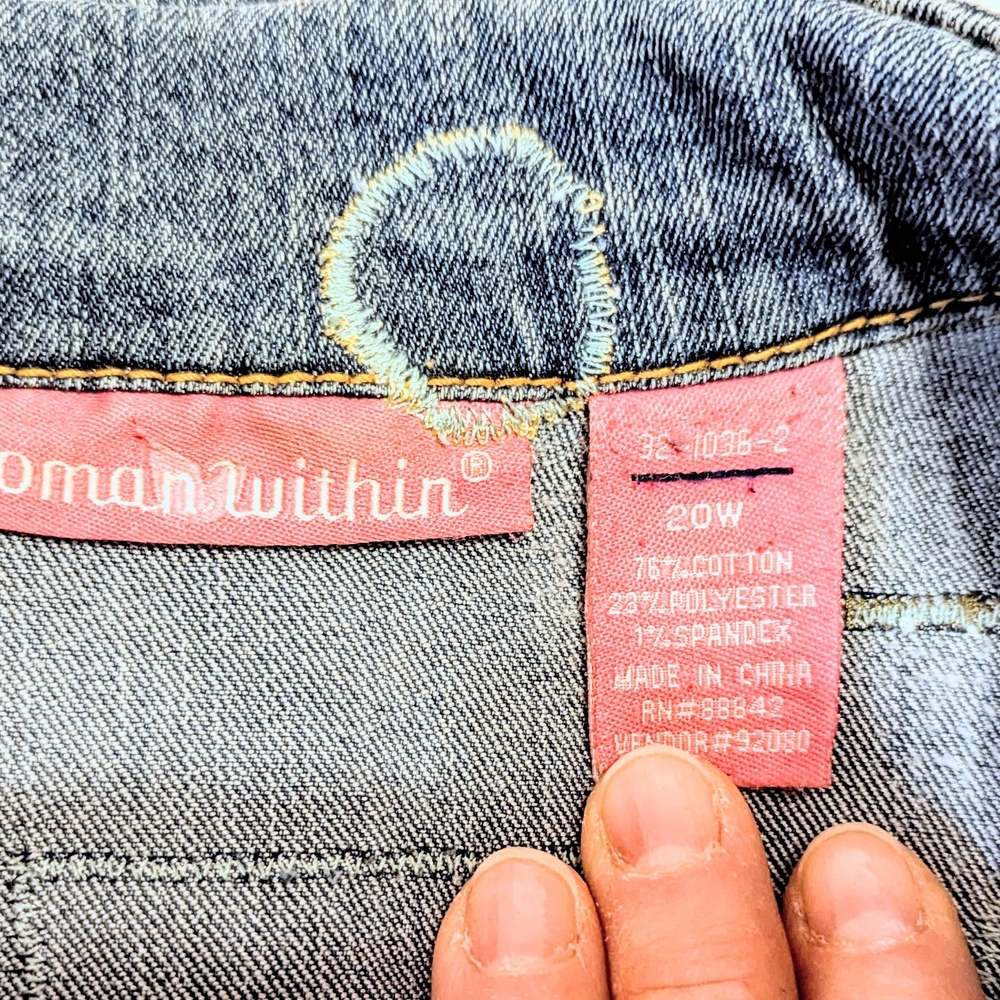 oman Within®
32-1036-2
20W
76% COTTON
23% POLYESTER
1% SPANDEX
MADE IN CHINA
RN#88842
VENDOR#92080